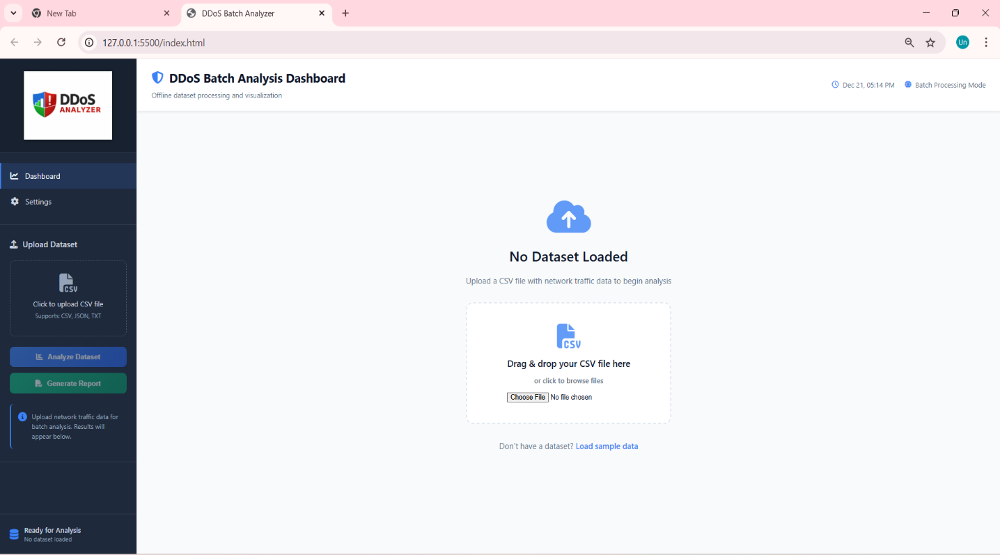 New Tab
DDoS Batch Analyzer
127.0.0.1:5500/index.html
Un
DDoS
ANALYZER
Dashboard
Settings
Upload Dataset
CSV
Click to upload CSV file
Supports: CSV, JSON, TXT
Analyze Dataset
Generate Report
Upload network traffic data for
batch analysis. Results will
appear below.
Ready for Analysis
No dataset loaded
DDoS Batch Analysis Dashboard
Offline dataset processing and visualization
Dec 21, 05:14 PM
Batch Processing Mode
No Dataset Loaded
Upload a CSV file with network traffic data to begin analysis
CSV
Drag & drop your CSV file here
or click to browse files
Choose File No file chosen
Don't have a dataset? Load sample data